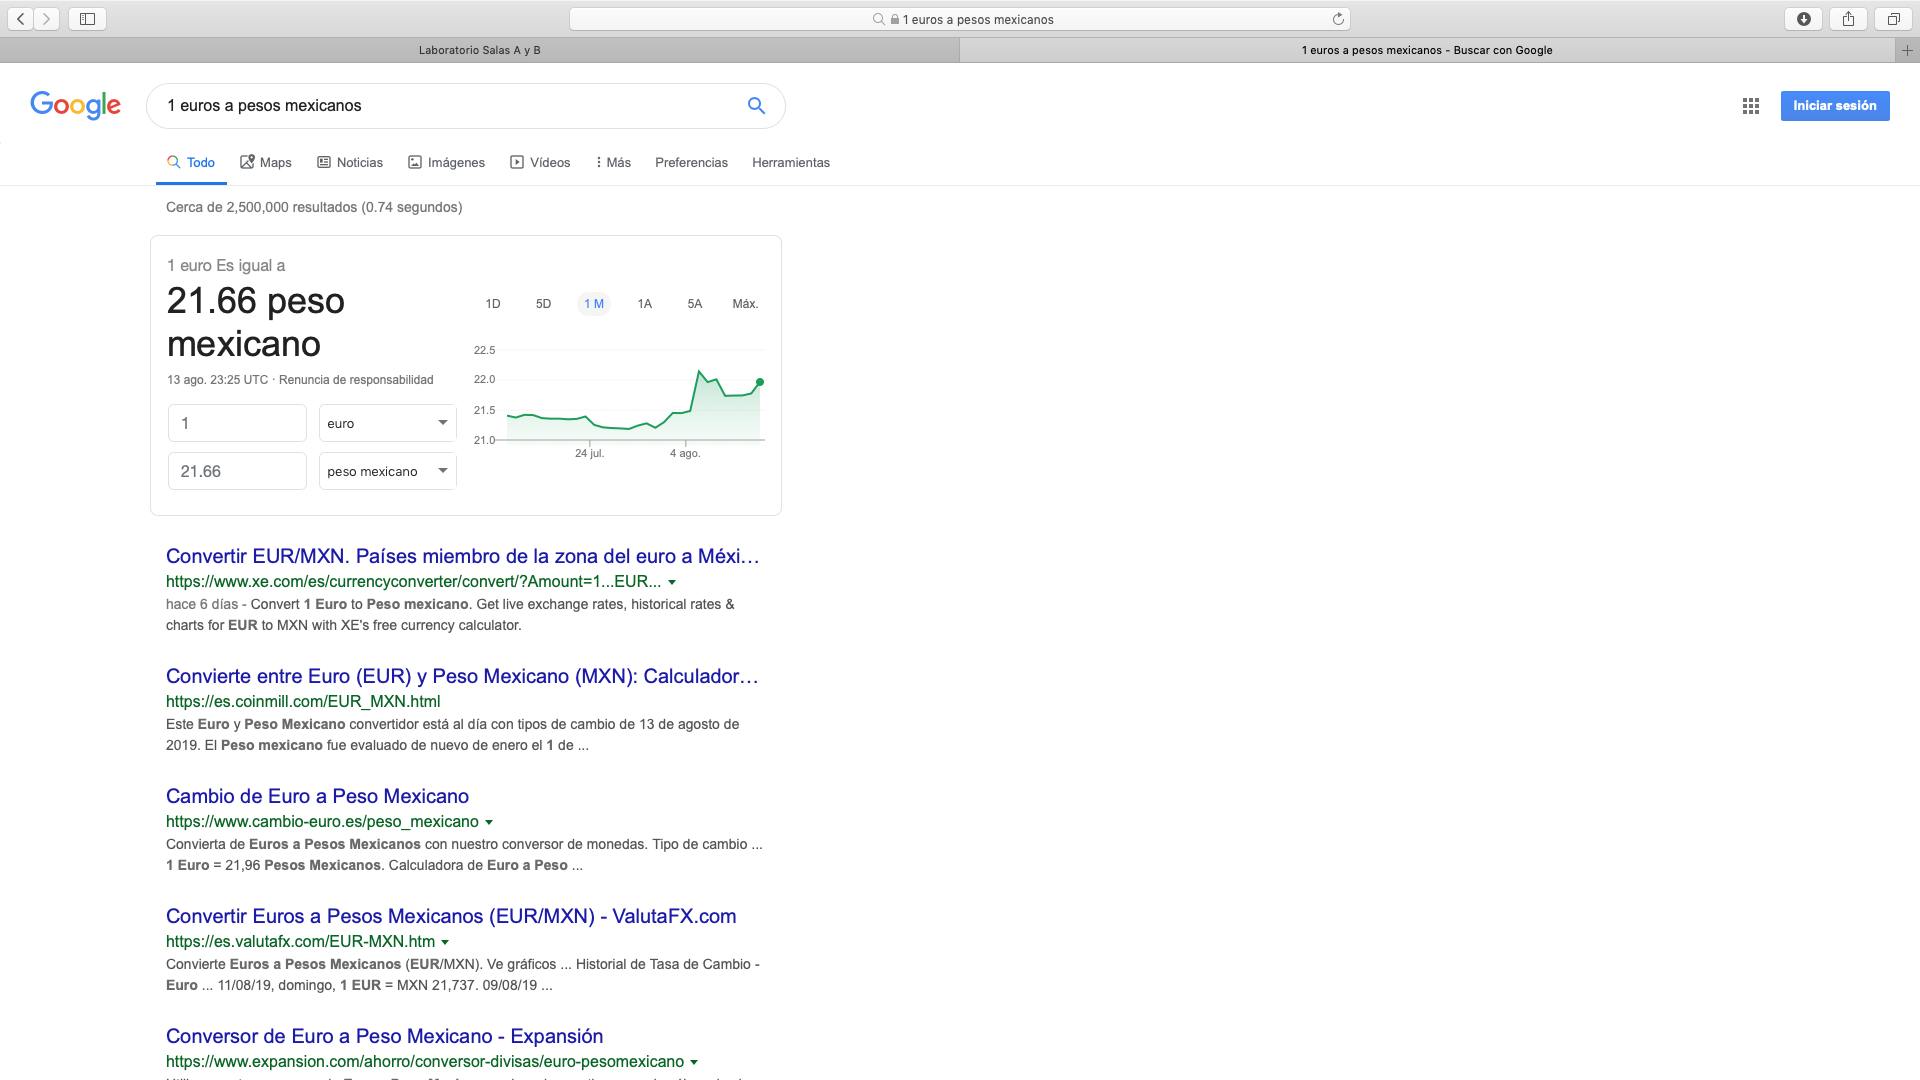 1 euros a pesos mexicanos
Laboratorio Salas A y B
1 euros a pesos mexicanos - Buscar con Google
Google
1 euros a pesos mexicanos
Iniciar sesión
Todo
Maps
Noticias
Imágenes
Vídeos
Más
Preferencias
Herramientas
Cerca de 2,500,000 resultados (0.74 segundos)
1 euro Es igual a
21.66 peso
mexicano
13 ago. 23:25 UTC · Renuncia de responsabilidad
1
euro
21.66
peso mexicano
1D
5D
1 M
1A
5A
Máx.
22.5
22.0
21.5
21.0
24 jul.
4 ago.
Convertir EUR/MXN. Países miembro de la zona del euro a Méxi...
https://www.xe.com/es/currencyconverter/convert/?Amount=1...EUR...
hace 6 días - Convert 1 Euro to Peso mexicano. Get live exchange rates, historical rates &
charts for EUR to MXN with XE's free currency calculator.
Convierte entre Euro (EUR) y Peso Mexicano (MXN): Calculador...
https://es.coinmill.com/EUR_MXN.html
Este Euro y Peso Mexicano convertidor está al día con tipos de cambio de 13 de agosto de
2019. El Peso mexicano fue evaluado de nuevo de enero el 1 de ...
Cambio de Euro a Peso Mexicano
https://www.cambio-euro.es/peso_mexicano
Convierta de Euros a Pesos Mexicanos con nuestro conversor de monedas. Tipo de cambio ...
1 Euro = 21,96 Pesos Mexicanos. Calculadora de Euro a Peso ...
Convertir Euros a Pesos Mexicanos (EUR/MXN) - ValutaFX.com
https://es.valutafx.com/EUR-MXN.htm
Convierte Euros a Pesos Mexicanos (EUR/MXN). Ve gráficos ... Historial de Tasa de Cambio -
Euro ... 11/08/19, domingo, 1 EUR = MXN 21,737. 09/08/19 ...
Conversor de Euro a Peso Mexicano - Expansión
https://www.expansion.com/ahorro/conversor-divisas/euro-pesomexicano